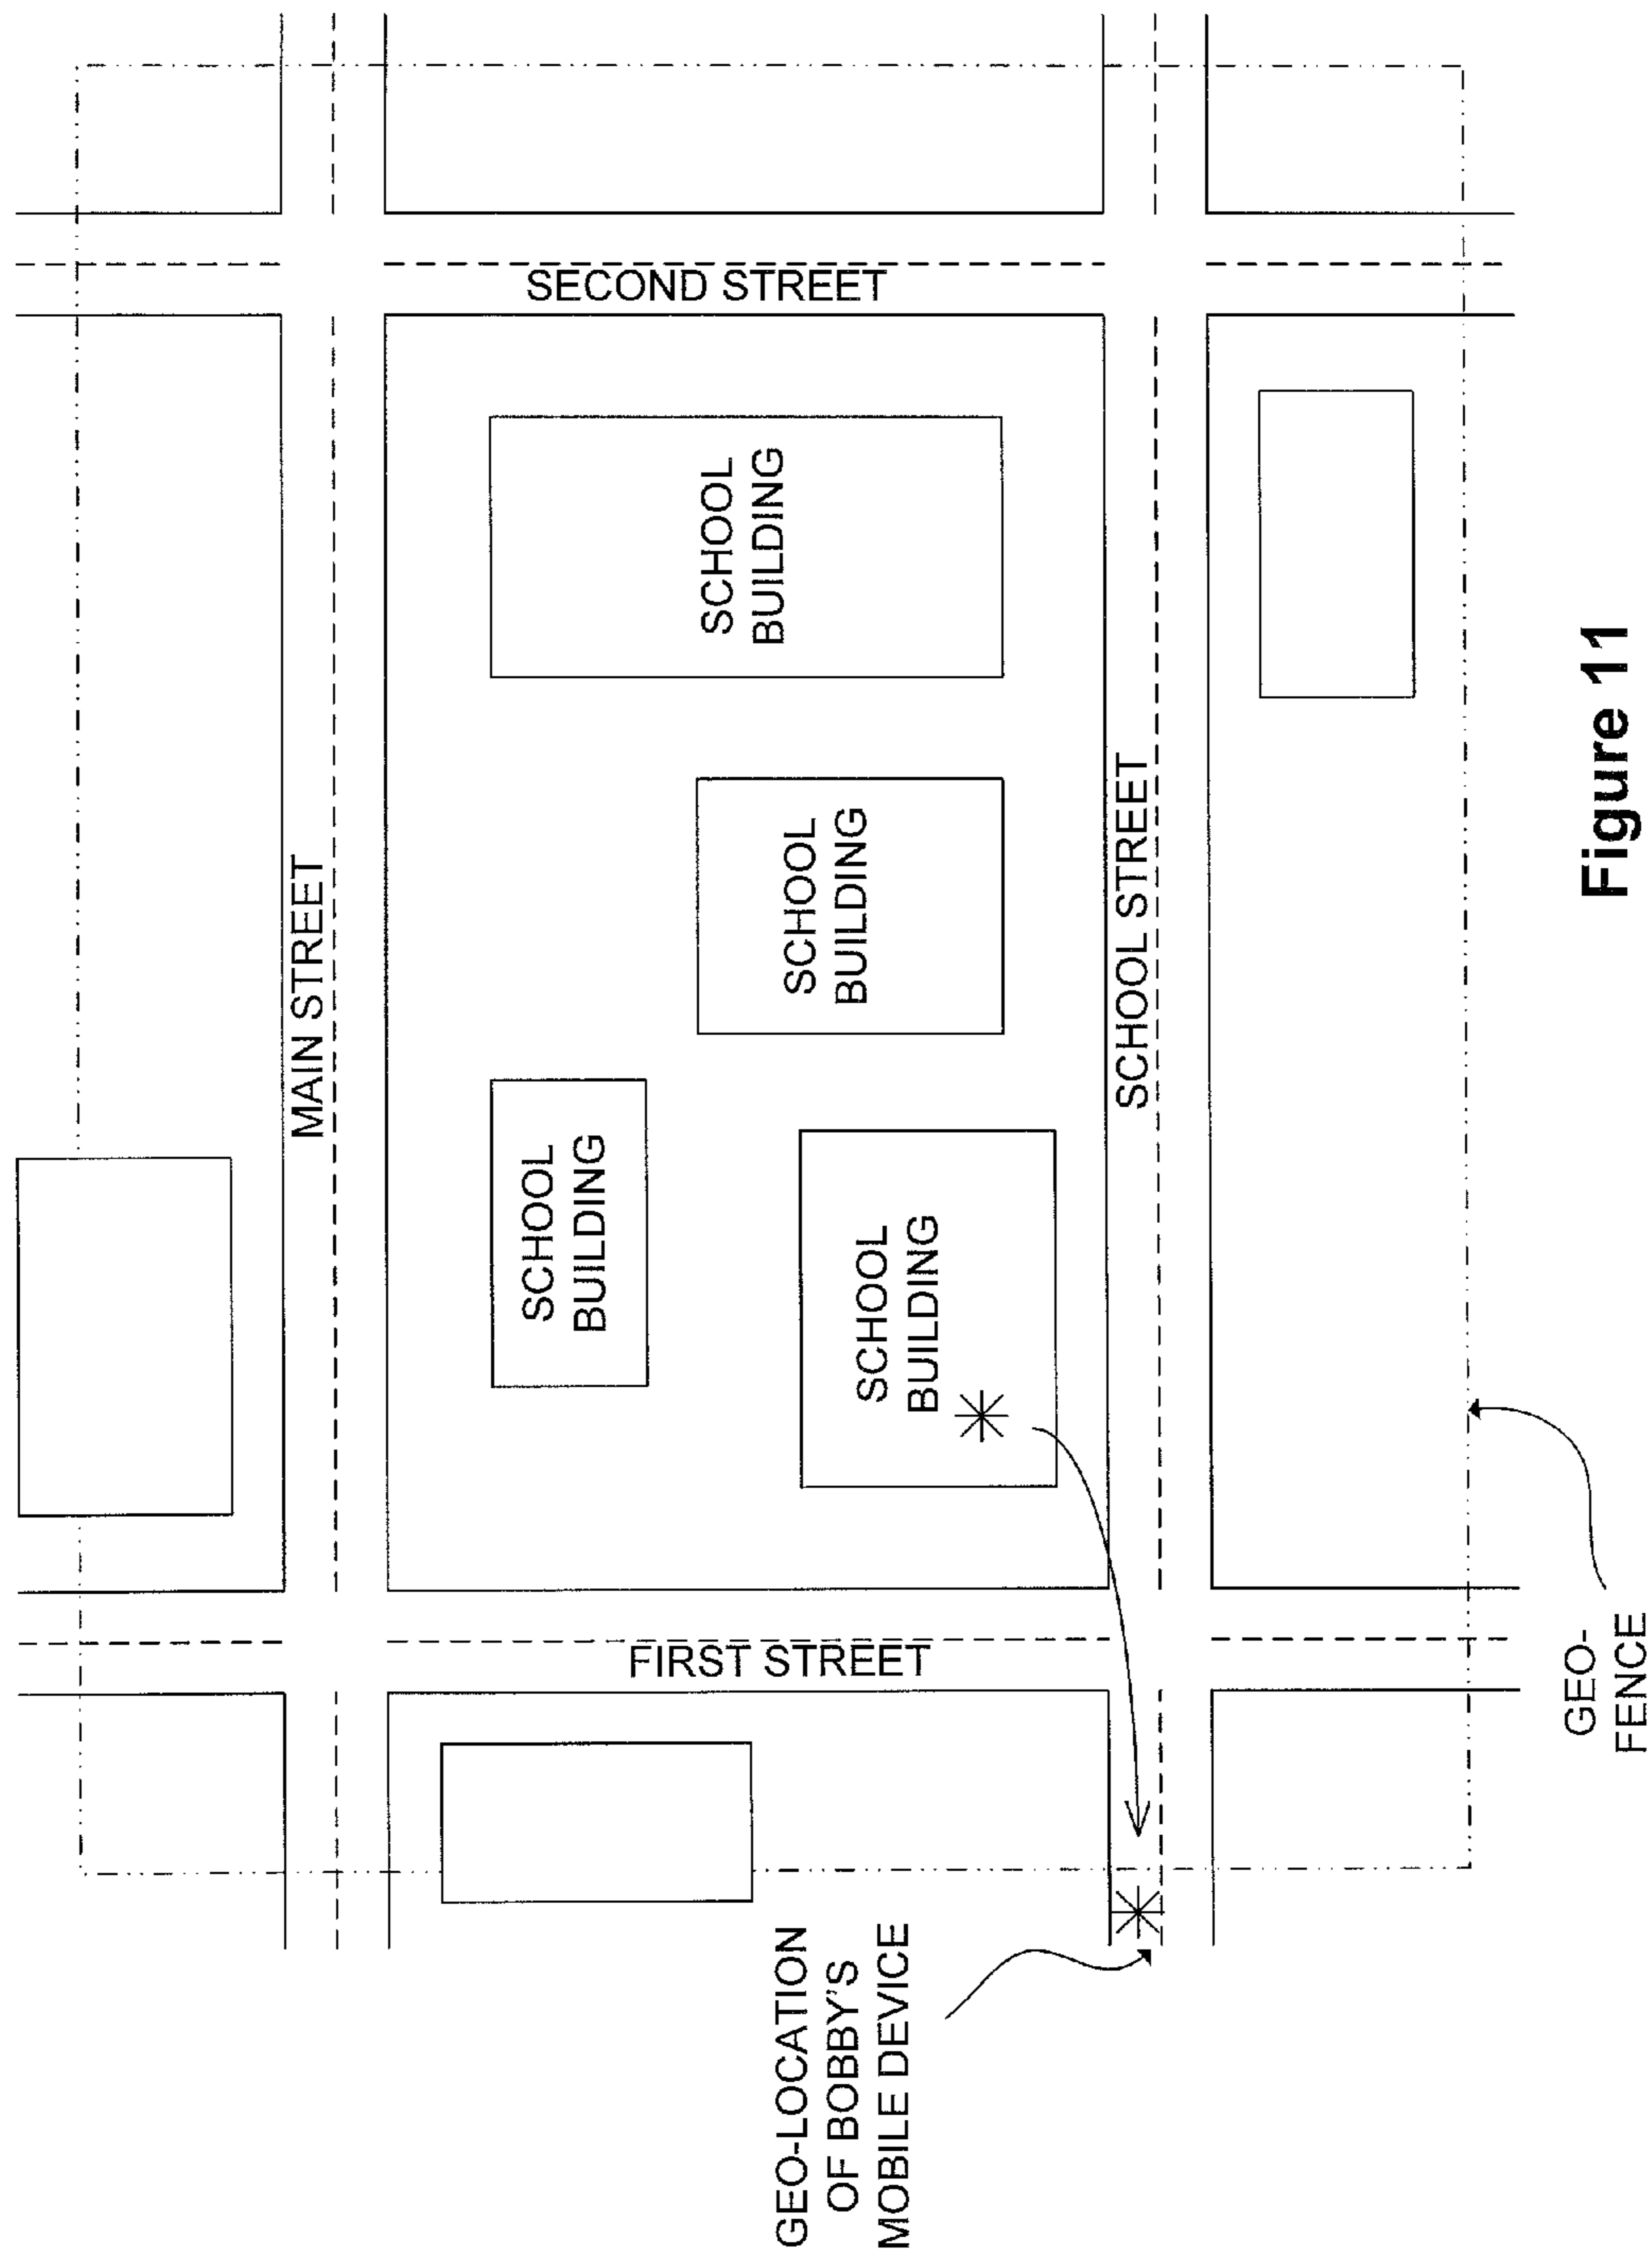 MAIN STREET
SECOND STREET
SCHOOL
BUILDING
SCHOOL
BUILDING
SCHOOL
BUILDING
SCHOOL
BUILDING
FIRST STREET
SCHOOL STREET
GEO-LOCATION
OF BOBBY'S
MOBILE DEVICE
GEO-
FENCE
Figure 11